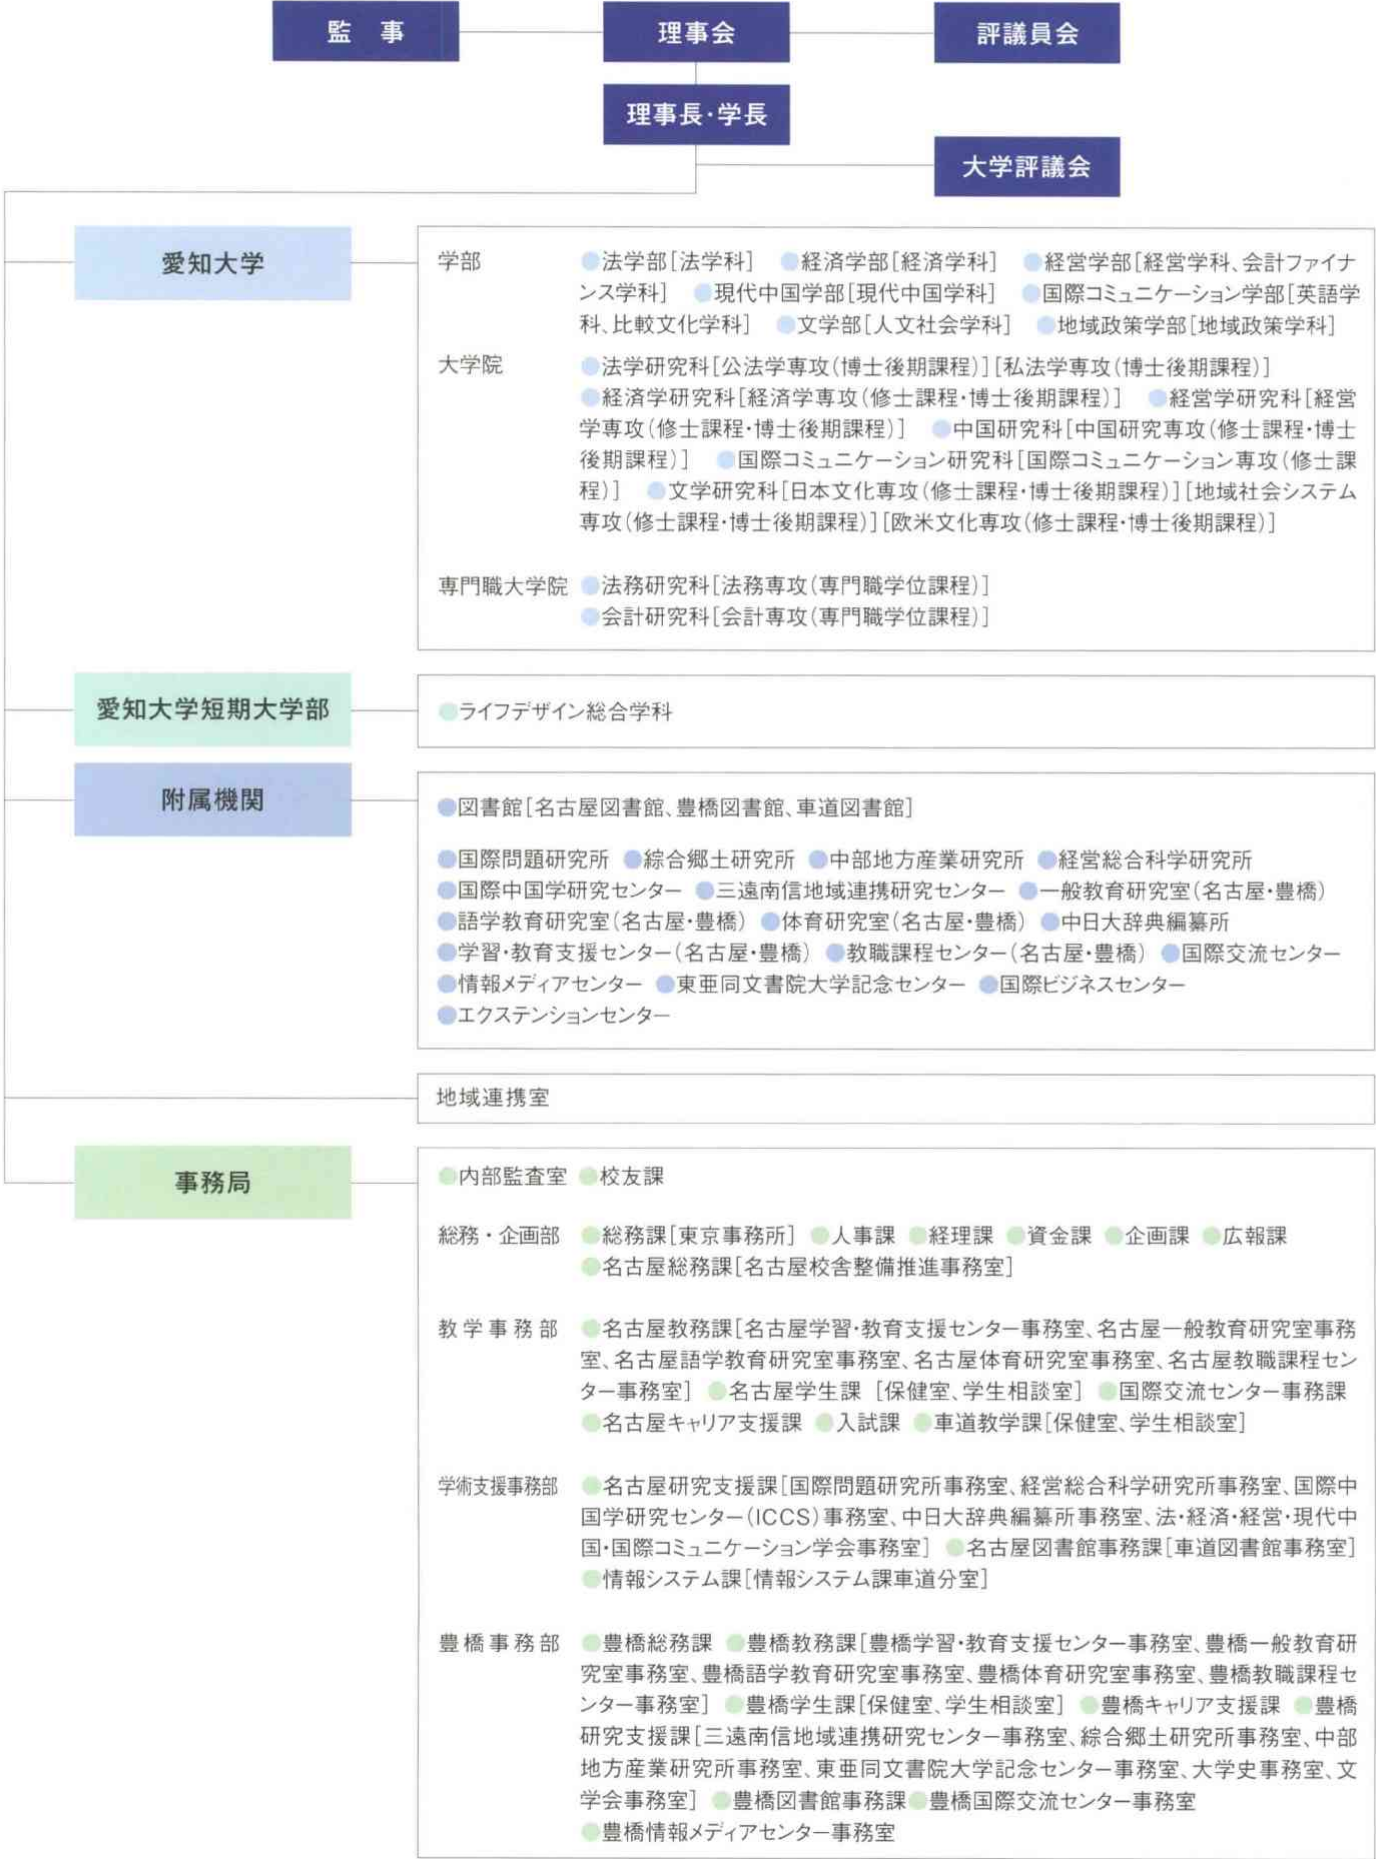 監　事
理事会
評議員会
理事長・学長
大学評議会
愛知大学
学部 ●法学部[法学科] ●経済学部[経済学科] ●経営学部[経営学科、会計ファイナ
ンス学科] ●現代中国学部[現代中国学科] ●国際コミュニケーション学部[英語学
科、比較文化学科] ●文学部[人文社会学科] ●地域政策学部[地域政策学科]
大学院 ●法学研究科[公法学専攻(博士後期課程)][私法学専攻(博士後期課程)]
●経済学研究科[経済学専攻(修士課程・博士後期課程)] ●経営学研究科[経営
学専攻(修士課程・博士後期課程)] ●中国研究科[中国研究専攻(修士課程・博士
後期課程)] ●国際コミュニケーション研究科[国際コミュニケーション専攻(修士課
程)] ●文学研究科[日本文化専攻(修士課程・博士後期課程)][地域社会システム
専攻(修士課程・博士後期課程)][欧米文化専攻(修士課程・博士後期課程)]
専門職大学院 ●法務研究科[法務専攻(専門職学位課程)]
●会計研究科[会計専攻(専門職学位課程)]
愛知大学短期大学部
●ライフデザイン総合学科
附属機関
●図書館[名古屋図書館、豊橋図書館、車道図書館]
●国際問題研究所 ●綜合郷土研究所 ●中部地方産業研究所 ●経営総合科学研究所
●国際中国学研究センター ●三遠南信地域連携研究センター ●一般教育研究室(名古屋・豊橋)
●語学教育研究室(名古屋・豊橋) ●体育研究室(名古屋・豊橋) ●中日大辞典編纂所
●学習・教育支援センター(名古屋・豊橋) ●教職課程センター(名古屋・豊橋) ●国際交流センター
●情報メディアセンター ●東亜同文書院大学記念センター ●国際ビジネスセンター
●エクステンションセンター
地域連携室
事務局
●内部監査室 ●校友課
総務・企画部 ●総務課[東京事務所] ●人事課 ●経理課 ●資金課 ●企画課 ●広報課
●名古屋総務課[名古屋校舎整備推進事務室]
教学事務部 ●名古屋教務課[名古屋学習・教育支援センター事務室、名古屋一般教育研究室事務
室、名古屋語学教育研究室事務室、名古屋体育研究室事務室、名古屋教職課程セン
ター事務室] ●名古屋学生課 [保健室、学生相談室] ●国際交流センター事務課
●名古屋キャリア支援課 ●入試課 ●車道教学課[保健室、学生相談室]
学術支援事務部 ●名古屋研究支援課[国際問題研究所事務室、経営総合科学研究所事務室、国際中
国学研究センター(ICCS)事務室、中日大辞典編纂所事務室、法・経済・経営・現代中
国・国際コミュニケーション学会事務室] ●名古屋図書館事務課[車道図書館事務室]
●情報システム課[情報システム課車道分室]
豊橋事務部 ●豊橋総務課 ●豊橋教務課[豊橋学習・教育支援センター事務室、豊橋一般教育研
究室事務室、豊橋語学教育研究室事務室、豊橋体育研究室事務室、豊橋教職課程セ
ンター事務室] ●豊橋学生課[保健室、学生相談室] ●豊橋キャリア支援課 ●豊橋
研究支援課[三遠南信地域連携研究センター事務室、綜合郷土研究所事務室、中部
地方産業研究所事務室、東亜同文書院大学記念センター事務室、大学史事務室、文
学会事務室] ●豊橋図書館事務課●豊橋国際交流センター事務室
●豊橋情報メディアセンター事務室